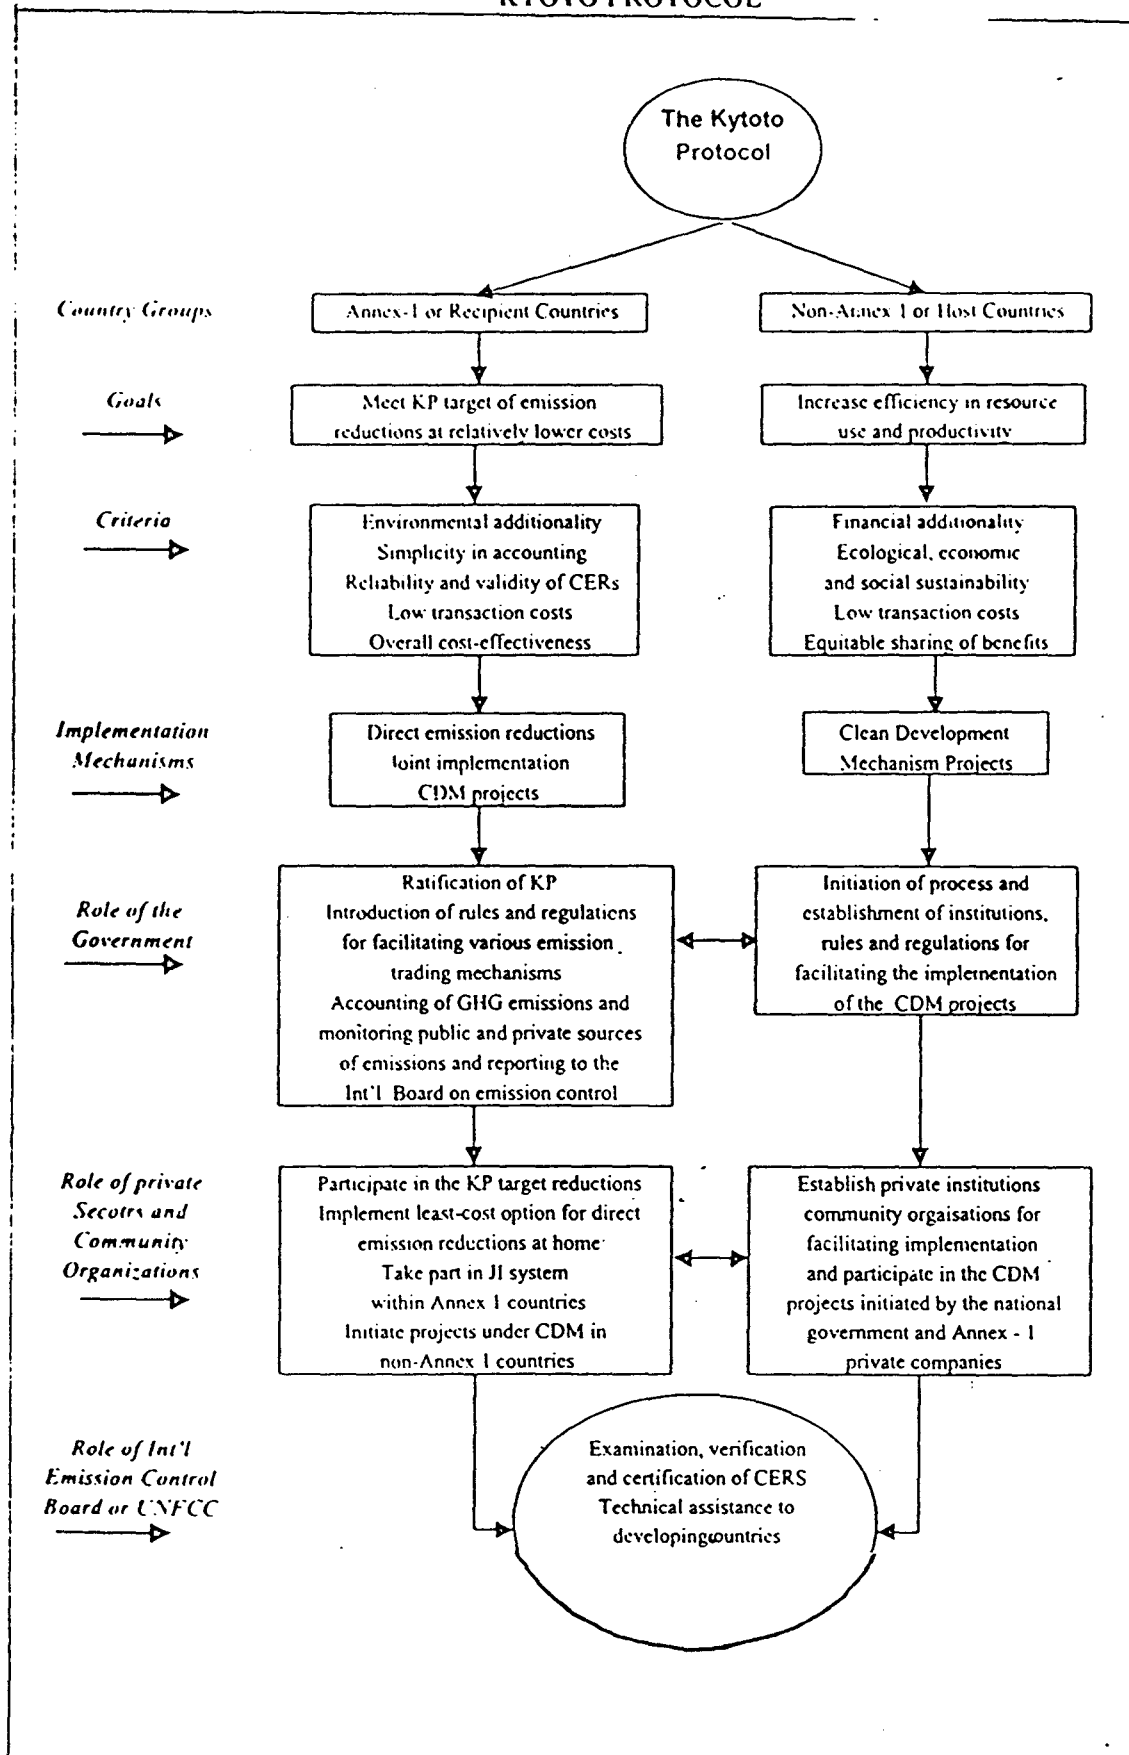 KYOTO PROTOCOL
The Kytoto
Protocol
Country Groups
Annex-1 or Recipient Countries
Non-Annex 1 or Host Countries
Goals
Meet KP target of emission
reductions at relatively lower costs
Increase efficiency in resource
use and productivity
Criteria
Environmental additionality
Simplicity in accounting
Reliability and validity of CERs
Low transaction costs
Overall cost-effectiveness
Financial additionality
Ecological, economic
and social sustainability
Low transaction costs
Equitable sharing of benefits
Implementation
Mechanisms
Direct emission reductions
Joint implementation
CDM projects
Clean Development
Mechanism Projects
Role of the
Government
Ratification of KP
Introduction of rules and regulations
for facilitating various emission
trading mechanisms
Accounting of GHG emissions and
monitoring public and private sources
of emissions and reporting to the
Int'l Board on emission control
Initiation of process and
establishment of institutions,
rules and regulations for
facilitating the implementation
of the CDM projects
Role of private
Secotrs and
Community
Organizations
Participate in the KP target reductions
Implement least-cost option for direct
emission reductions at home
Take part in JI system
within Annex 1 countries
Initiate projects under CDM in
non-Annex 1 countries
Establish private institutions
community orgaisations for
facilitating implementation
and participate in the CDM
projects initiated by the national
government and Annex - 1
private companies
Role of Int'l
Emission Control
Board or UNFCC
Examination, verification
and certification of CERS
Technical assistance to
developingcountries